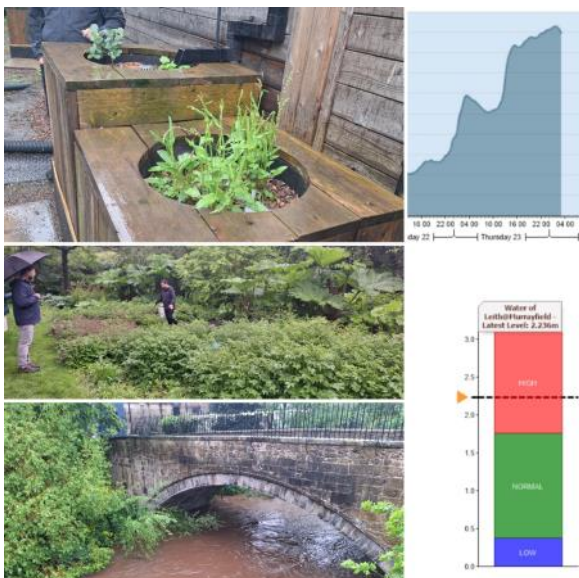 16 00
22 00
04 00
10 00
16 00
22 00
04 00
day 22
Thursday 23
Water of
Leith@Murrayfield -
Latest Level: 2.236m
3.0
HIGH
2.5
2.0
1.5
NORMAL
1.0
0.5
LOW
0.0